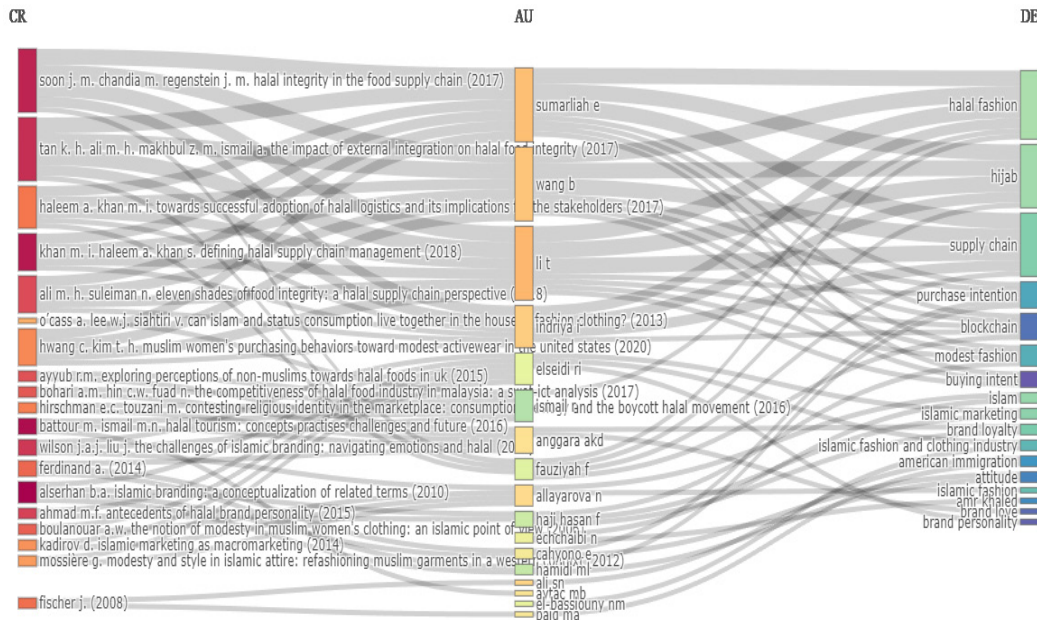 CR
AU
DE
soon j. m. chandia m. regenstein j. m. halal integrity in the food supply chain (2017)
tan k. h. ali m. h. makhbul z. m. ismail a. the impact of external integration on halal food integrity (2017)
haleem a. khan m. i. towards successful adoption of halal logistics and its implications for the stakeholders (2017)
khan m. i. haleem a. khan s. defining halal supply chain management (2018)
ali m. h. suleiman n. eleven shades of food integrity: a halal supply chain perspective
o'cass a. lee w.j. siahtiri v. can islam and status consumption live together in the house fashion clothing? (2013)
hwang c. kim t. h. muslim women's purchasing behaviors toward modest activewear in the united states (2020)
ayyub r.m. exploring perceptions of non-muslims towards halal foods in uk (2015)
bohari a.m. hin c.w. fuad n. the competitiveness of halal food industry in malaysia: a analysis (2017)
hirschman e.c. touzani m. contesting religious identity in the marketplace: and the boycott halal movement (2016)
battour m. ismail m.n. halal tourism: concepts practises challenges and future (2016)
wilson j.a.j. liu j. the challenges of islamic branding: navigating emotions and halal
ferdinand a. (2014)
alserhan b.a. islamic branding: a conceptualization of related terms (2010)
ahmad m.f. antecedents of halal brand personality (2015)
boulanouar a.w. the notion of modesty in muslim women's clothing: an islamic point of
kadirov d. islamic marketing as macromarketing (2014)
mossière g. modesty and style in islamic attire: refashioning muslim garments in a (2012)
fischer j. (2008)
sumarliah e
wang b
li t
indriya i
elseidi ri
ismail
anggara akd
fauziyah f
allayarova n
haji hasan f
echchaibi n
cahyono e
hamidi ml
ali sn
aytac mb
el-bassiouny nm
baig ma
halal fashion
hijab
supply chain
purchase intention
blockchain
modest fashion
buying intent
islam
islamic marketing
brand loyalty
islamic fashion and clothing industry
american immigration
attitude
islamic fashion
amr khaled
brand love
brand personality